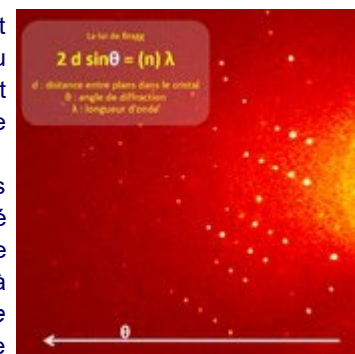 t
La loi de Bragg
u
2 d sinθ = (n) λ
t
d : distance entre plans dans le cristal
e
θ : angle de diffraction
λ : longueur d'onde
s
é
e
à
e
θ
e